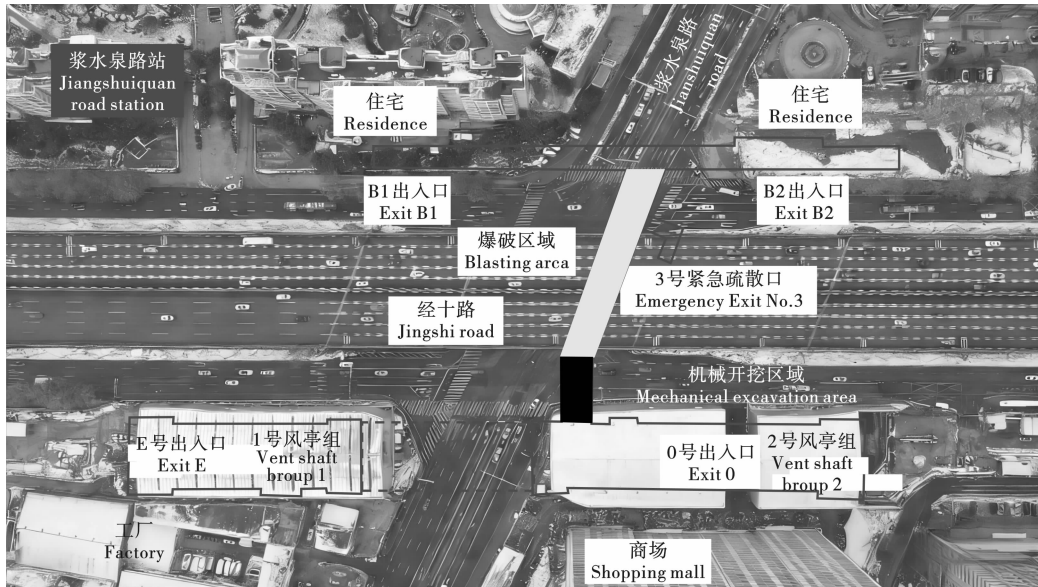 浆水泉路站
Jiangshuiquan
road station
住宅
Residence
浆水泉路
Jianshuiquan
road
住宅
Residence
B1出入口
Exit B1
B2出入口
Exit B2
爆破区域
Blasting arca
3号紧急疏散口
Emergency Exit No.3
经十路
Jingshi road
机械开挖区域
Mechanical excavation area
E号出入口
Exit E
1号风亭组
Vent shaft
broup 1
0号出入口
Exit 0
2号风亭组
Vent shaft
broup 2
工厂
Factory
商场
Shopping mall